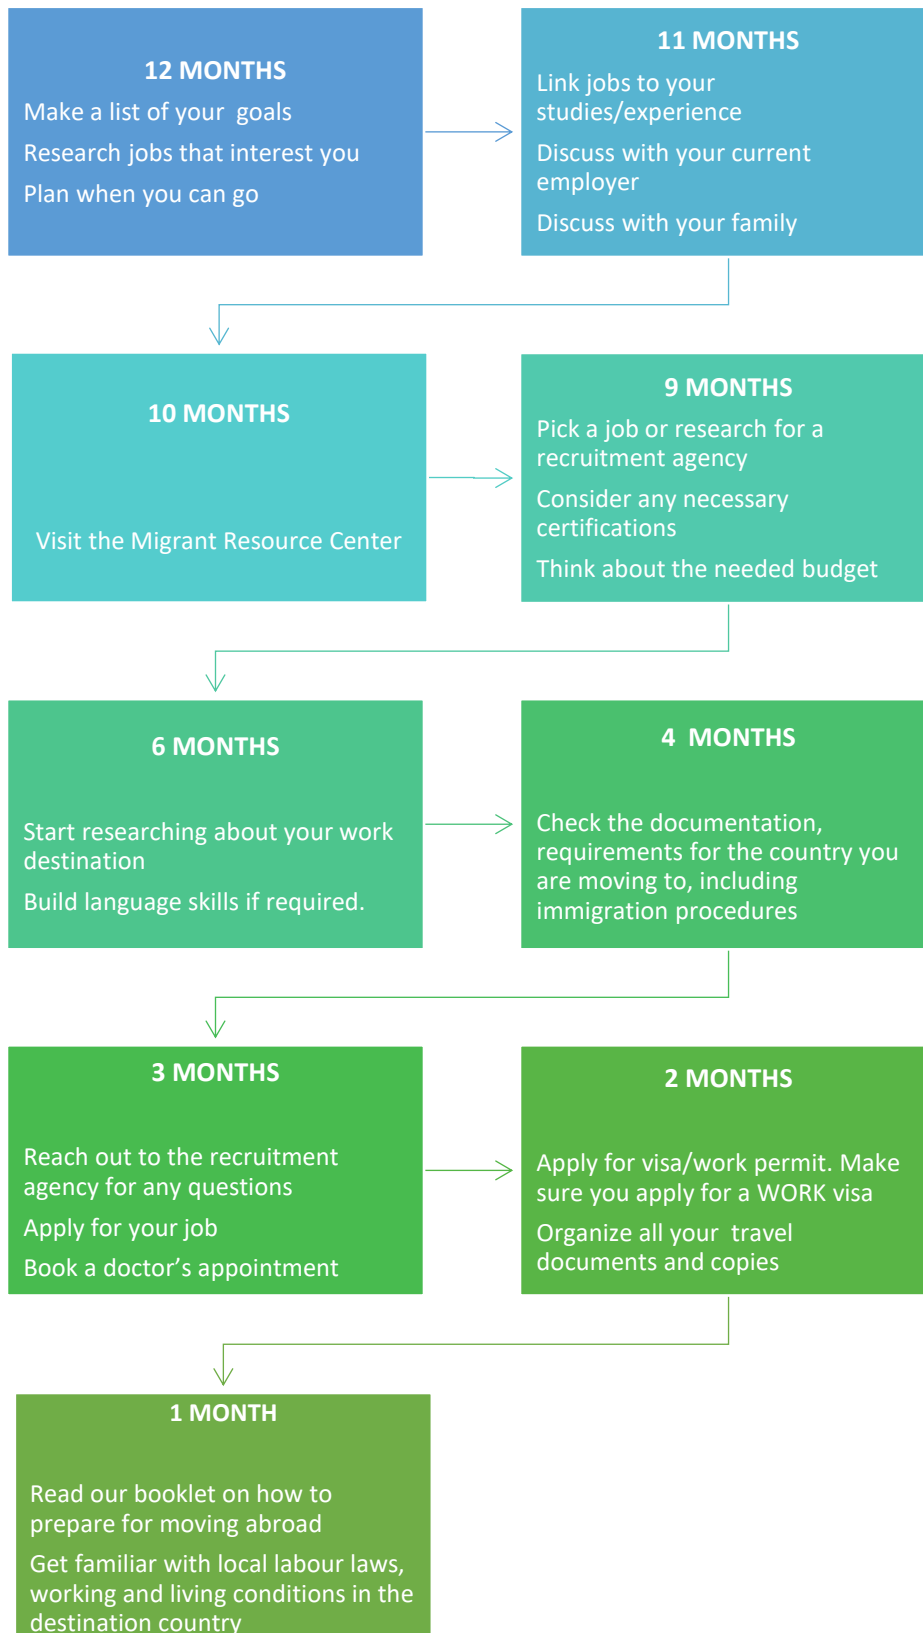 12 MONTHS
Make a list of your  goals
Research jobs that interest you
Plan when you can go
11 MONTHS
Link jobs to your
studies/experience
Discuss with your current
employer
Discuss with your family
10 MONTHS
Visit the Migrant Resource Center
9 MONTHS
Pick a job or research for a
recruitment agency
Consider any necessary
certifications
Think about the needed budget
6 MONTHS
Start researching about your work
destination
Build language skills if required.
4  MONTHS
Check the documentation,
requirements for the country you
are moving to, including
immigration procedures
3 MONTHS
Reach out to the recruitment
agency for any questions
Apply for your job
Book a doctor’s appointment
2 MONTHS
Apply for visa/work permit. Make
sure you apply for a WORK visa
Organize all your  travel
documents and copies
1 MONTH
Read our booklet on how to
prepare for moving abroad
Get familiar with local labour laws,
working and living conditions in the
destination country